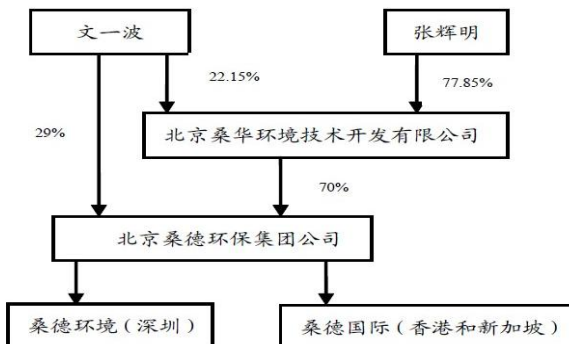 文一波
张辉明
22.15%
77.85%
29%
北京桑华环境技术开发有限公司
70%
北京桑德环保集团公司
桑德环境(深圳)
桑德国际(香港和新加坡)